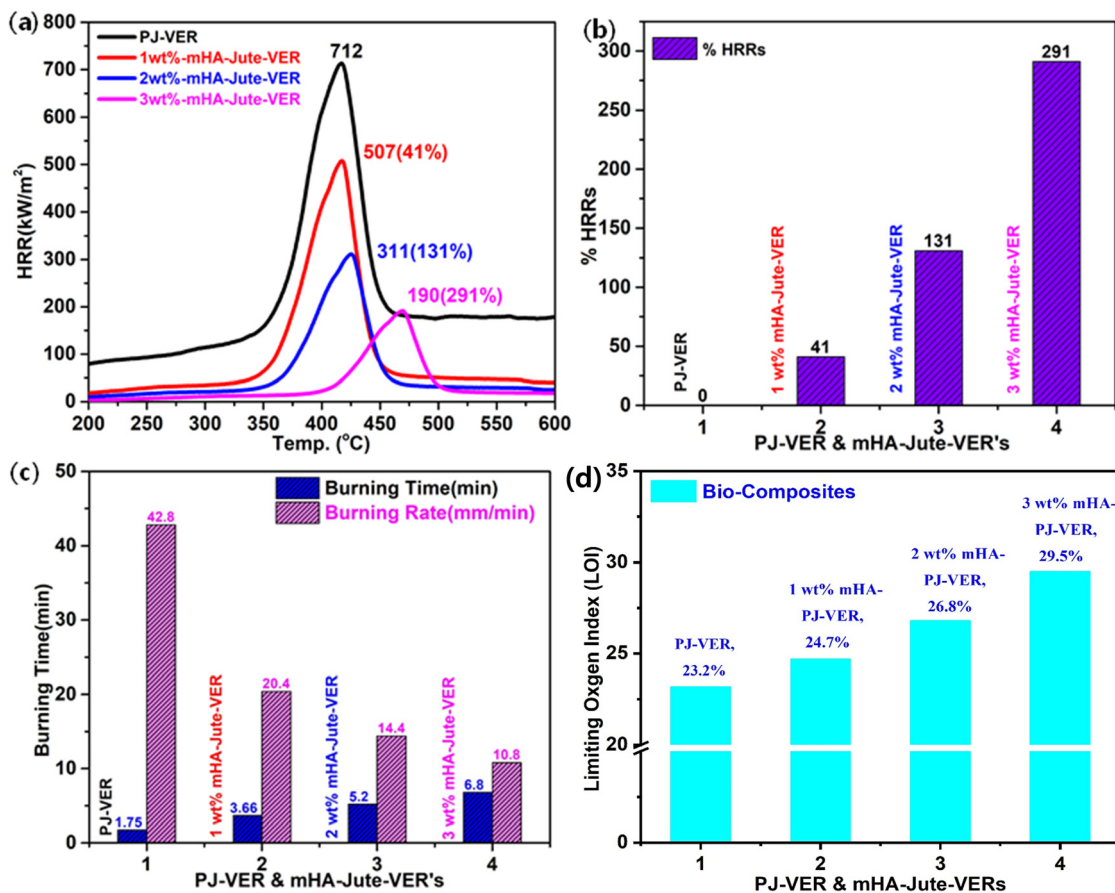 (a)
800
700
600
500
400
300
200
100
0
HRR(kW/m²)
PJ-VER
1wt%-mHA-Jute-VER
2wt%-mHA-Jute-VER
3wt%-mHA-Jute-VER
712
507(41%)
311(131%)
190(291%)
200 250 300 350 400 450 500 550 600
Temp. (°C)
(b)
300
250
200
150
100
50
0
% HRRs
% HRRs
PJ-VER
0
1 wt% mHA-Jute-VER
41
2 wt% mHA-Jute-VER
131
3 wt% mHA-Jute-VER
291
1 2 3 4
PJ-VER & mHA-Jute-VER's
(c)
50
40
30
20
10
0
Burning Time(min)
Burning Time(min)
Burning Rate(mm/min)
PJ-VER
1.75
42.8
1 wt% mHA-Jute-VER
3.66
20.4
2 wt% mHA-Jute-VER
5.2
14.4
3 wt% mHA-Jute-VER
6.8
10.8
1 2 3 4
PJ-VER & mHA-Jute-VER's
(d)
35
30
25
20
0
Limiting Oxgen Index (LOI)
Bio-Composites
PJ-VER,
23.2%
1 wt% mHA-
PJ-VER,
24.7%
2 wt% mHA-
PJ-VER,
26.8%
3 wt% mHA-
PJ-VER,
29.5%
1 2 3 4
PJ-VER & mHA-Jute-VERs